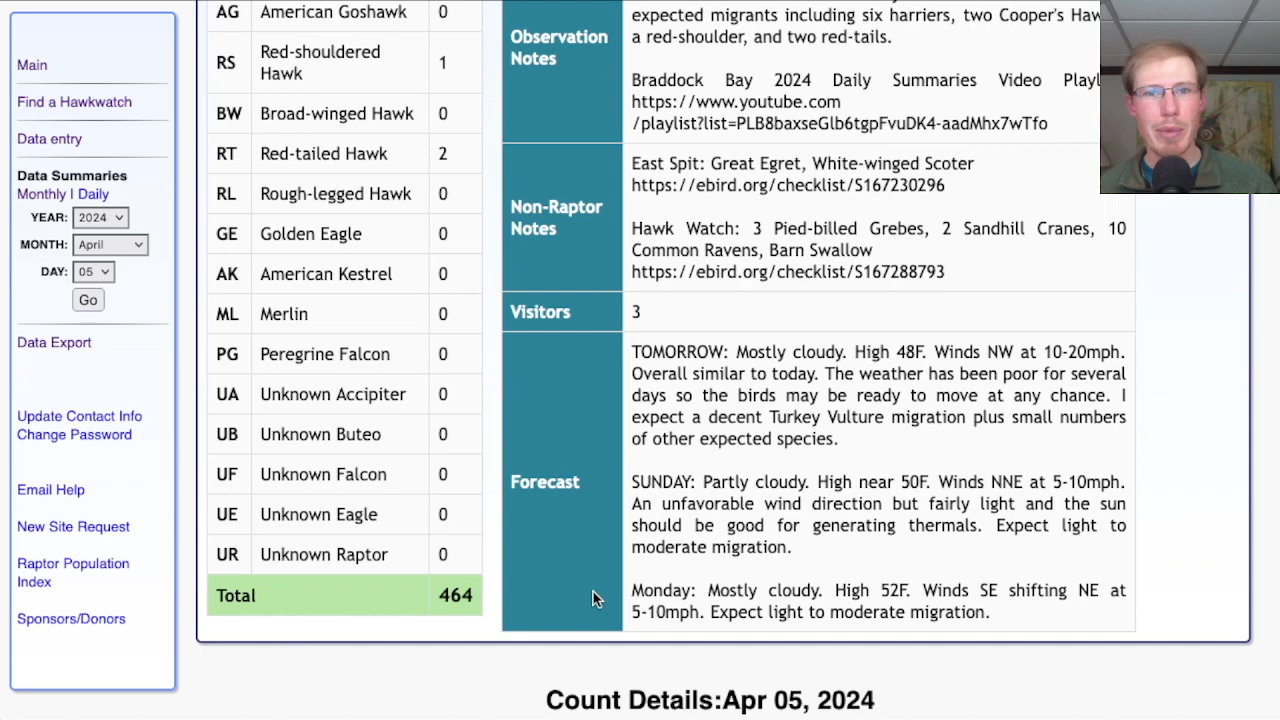 Main
Find a Hawkwatch
Data entry
Data Summaries
Monthly | Daily
YEAR: 2024
MONTH: April
DAY: 05
Go
Data Export
Update Contact Info
Change Password
Email Help
New Site Request
Raptor Population
Index
Sponsors/Donors
AG American Goshawk 0
RS Red-shouldered
Hawk 1
BW Broad-winged Hawk 0
RT Red-tailed Hawk 2
RL Rough-legged Hawk 0
GE Golden Eagle 0
AK American Kestrel 0
ML Merlin 0
PG Peregrine Falcon 0
UA Unknown Accipiter 0
UB Unknown Buteo 0
UF Unknown Falcon 0
UE Unknown Eagle 0
UR Unknown Raptor 0
Total 464
Observation
Notes
expected migrants including six harriers, two Cooper's Haw
a red-shoulder, and two red-tails.
Braddock Bay 2024 Daily Summaries Video Playl
https://www.youtube.com
/playlist?list=PLB8baxseGlb6tgpFvuDK4-aadMhx7wTfo
Non-Raptor
Notes
East Spit: Great Egret, White-winged Scoter
https://ebird.org/checklist/S167230296
Hawk Watch: 3 Pied-billed Grebes, 2 Sandhill Cranes, 10
Common Ravens, Barn Swallow
https://ebird.org/checklist/S167288793
Visitors 3
Forecast
TOMORROW: Mostly cloudy. High 48F. Winds NW at 10-20mph.
Overall similar to today. The weather has been poor for several
days so the birds may be ready to move at any chance. I
expect a decent Turkey Vulture migration plus small numbers
of other expected species.
SUNDAY: Partly cloudy. High near 50F. Winds NNE at 5-10mph.
An unfavorable wind direction but fairly light and the sun
should be good for generating thermals. Expect light to
moderate migration.
Monday: Mostly cloudy. High 52F. Winds SE shifting NE at
5-10mph. Expect light to moderate migration.
Count Details:Apr 05, 2024